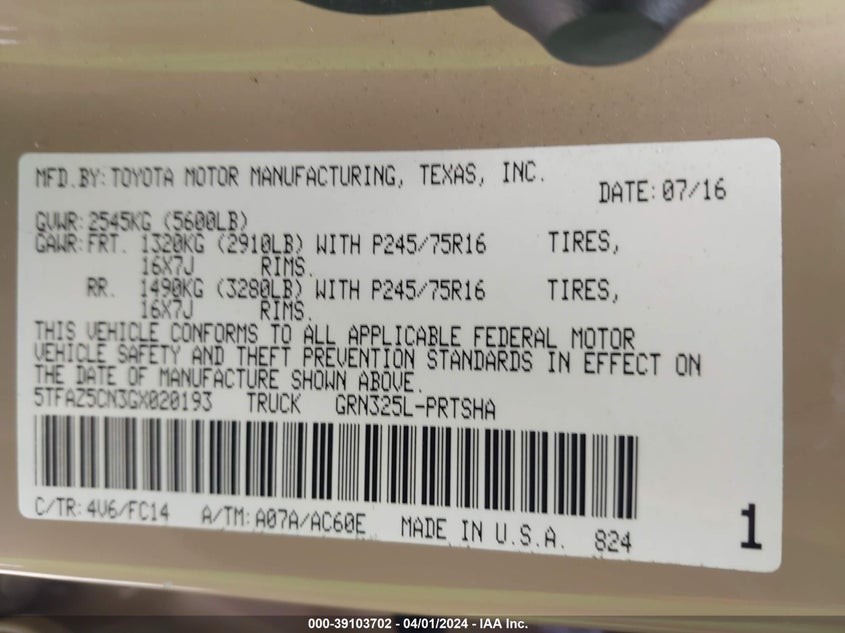 MFD.BY:TOYOTA MOTOR MANUFACTURING, TEXAS, INC.
DATE:07/16
GVWR:2545KG (5600LB)
GAWR:FRT. 1320KG (2910LB) WITH P245/75R16 TIRES,
16X7J RIMS.
RR. 1490KG (3280LB) WITH P245/75R16 TIRES,
16X7J RIMS.
THIS VEHICLE CONFORMS TO ALL APPLICABLE FEDERAL MOTOR
VEHICLE SAFETY AND THEFT PREVENTION STANDARDS IN EFFECT ON
THE DATE OF MANUFACTURE SHOWN ABOVE.
5TFAZ5CN3GX020193 TRUCK GRN325L-PRTSHA
C/TR:4V6/FC14 A/TM:A07A/AC60E MADE IN U.S.A. 824
1
000-39103702 - 04/01/2024 - IAA Inc.